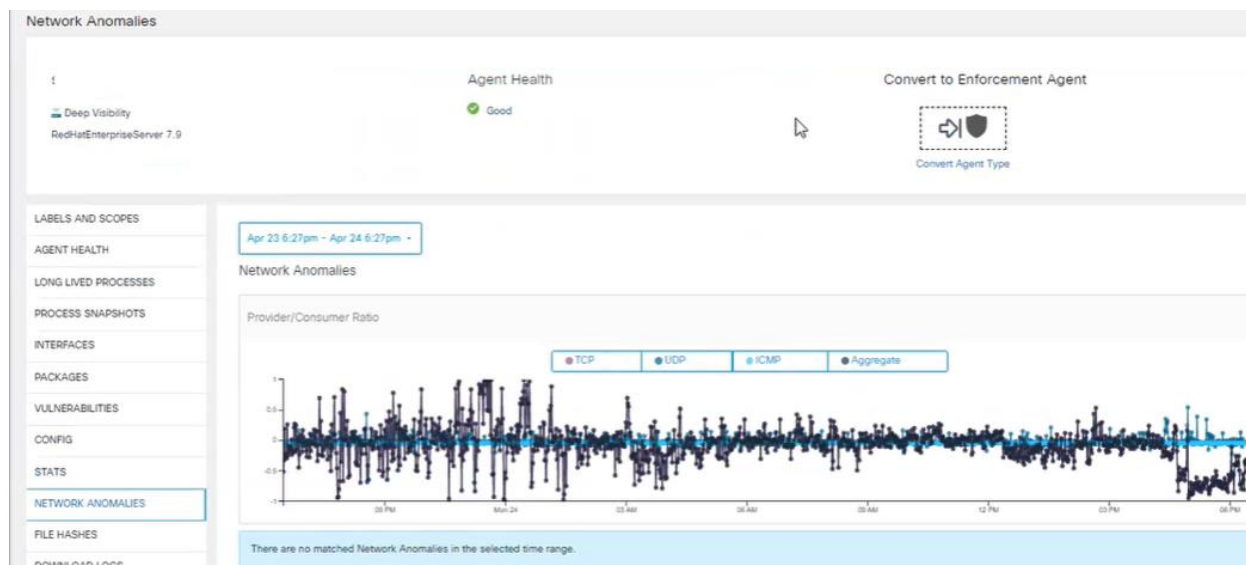 Network Anomalies
Agent Health
Convert to Enforcement Agent
Deep Visibility
Good
RedHatEnterpriseServer 7.9
Convert Agent Type
LABELS AND SCOPES
AGENT HEALTH
LONG LIVED PROCESSES
PROCESS SNAPSHOTS
INTERFACES
PACKAGES
VULNERABILITIES
CONFIG
STATS
NETWORK ANOMALIES
FILE HASHES
DOWNLOAD LOGS
Apr 23 6:27pm - Apr 24 6:27pm
Network Anomalies
Provider/Consumer Ratio
TCP UDP ICMP Aggregate
1
0.5
0
-0.5
-1
09 PM Mon 24 03 AM 06 AM 09 AM 12 PM 03 PM 06 PM
There are no matched Network Anomalies in the selected time range.